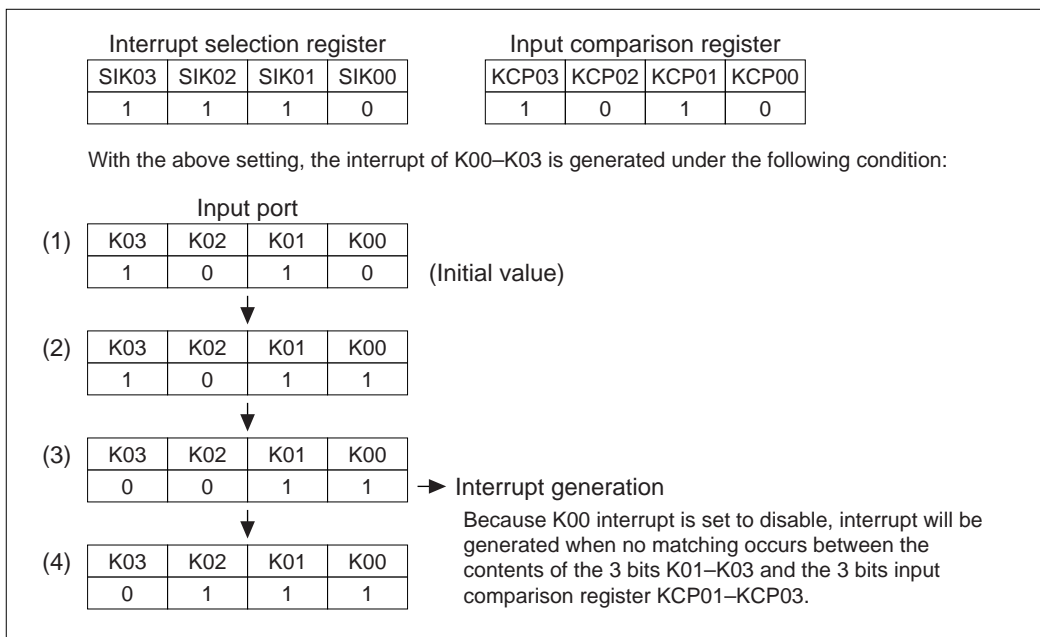 Interrupt selection register
SIK03 SIK02 SIK01 SIK00
1 1 1 0
Input comparison register
KCP03 KCP02 KCP01 KCP00
1 0 1 0
With the above setting, the interrupt of K00–K03 is generated under the following condition:
Input port
(1) K03 K02 K01 K00
1 0 1 0 (Initial value)
(2) K03 K02 K01 K00
1 0 1 1
(3) K03 K02 K01 K00
0 0 1 1 Interrupt generation
Because K00 interrupt is set to disable, interrupt will be
generated when no matching occurs between the
contents of the 3 bits K01–K03 and the 3 bits input
comparison register KCP01–KCP03.
(4) K03 K02 K01 K00
0 1 1 1